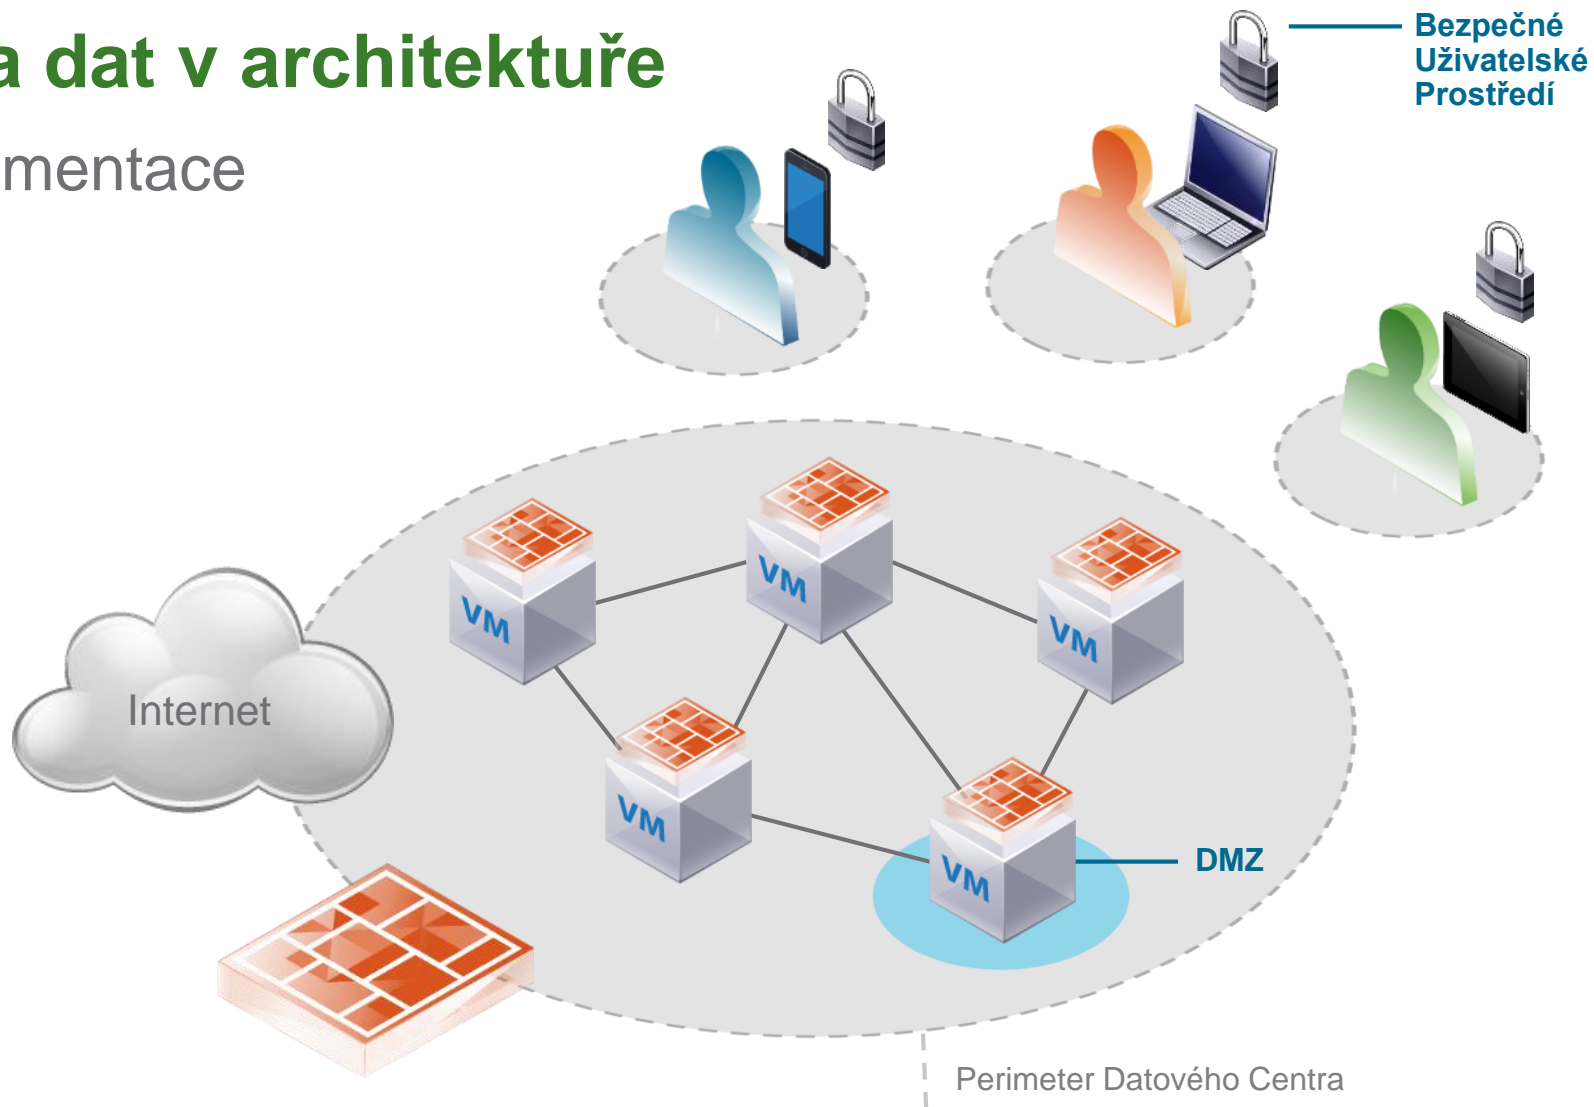 a dat v architektuře
mentace
Bezpečné
Uživatelské
Prostředí
VM
VM
VM
Internet
VM
VM
DMZ
Perimeter Datového Centra